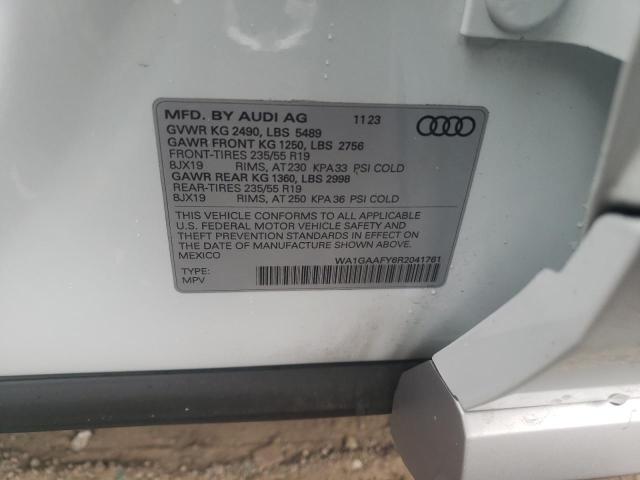 MFD. BY AUDI AG 11 23
GVWR KG 2490, LBS 5489
GAWR FRONT KG 1250, LBS 2756
FRONT-TIRES 235/55 R19
8JX19 RIMS, AT 230 KPA 33 PSI COLD
GAWR REAR KG 1360, LBS 2998
REAR-TIRES 235/55 R19
8JX19 RIMS, AT 250 KPA 36 PSI COLD
THIS VEHICLE CONFORMS TO ALL APPLICABLE
U.S. FEDERAL MOTOR VEHICLE SAFETY AND
THEFT PREVENTION STANDARDS IN EFFECT ON
THE DATE OF MANUFACTURE SHOWN ABOVE.
MEXICO
WA1GAAFY6R2041761
TYPE:
MPV